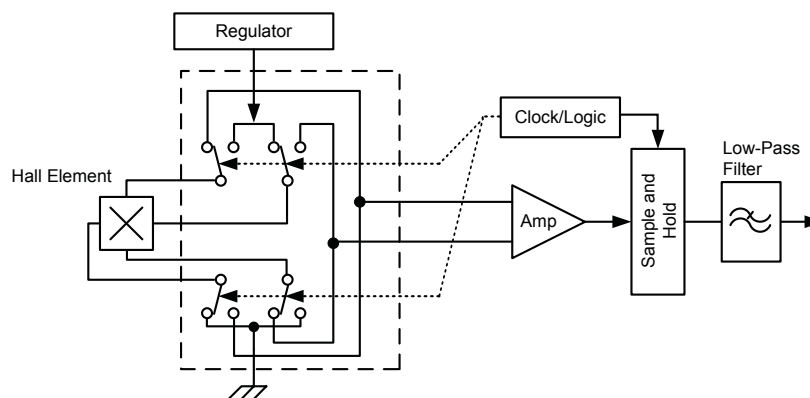 Regulator
Clock/Logic
Low-Pass
Filter
Hall Element
Amp
Sample and
Hold